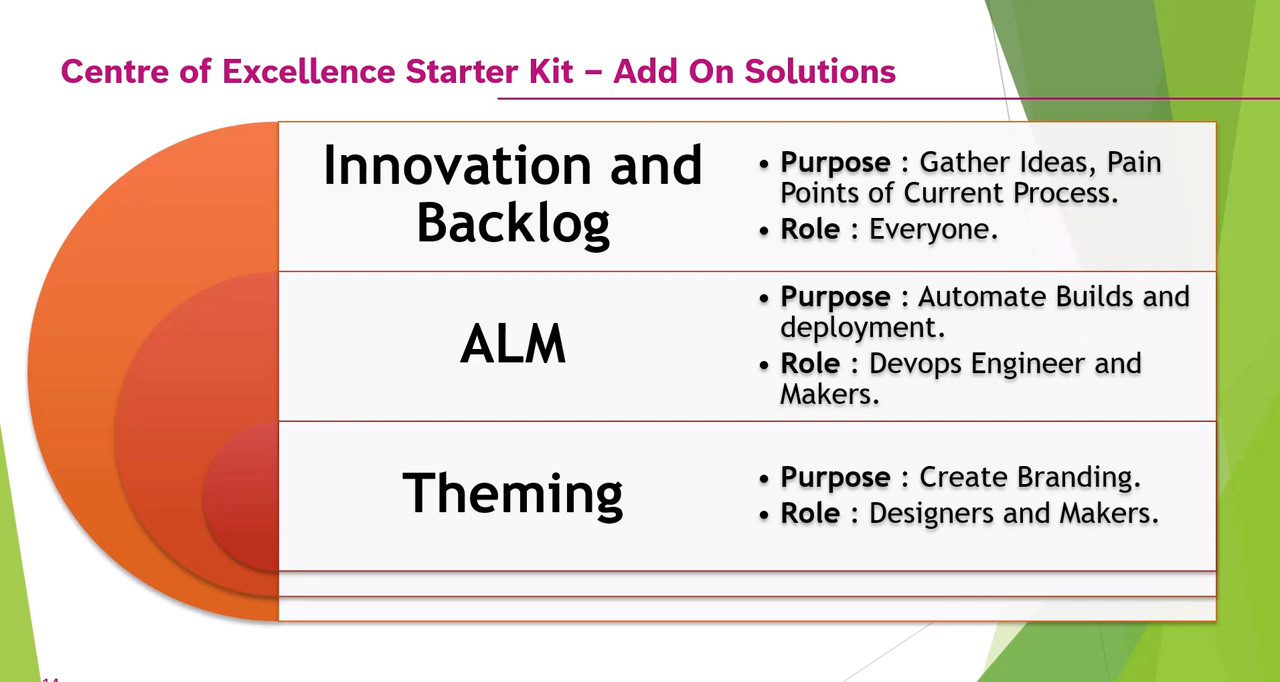 Centre of Excellence Starter Kit – Add On Solutions
Innovation and
Backlog
• Purpose : Gather Ideas, Pain
Points of Current Process.
• Role : Everyone.
ALM
• Purpose : Automate Builds and
deployment.
• Role : Devops Engineer and
Makers.
Theming
• Purpose : Create Branding.
• Role : Designers and Makers.